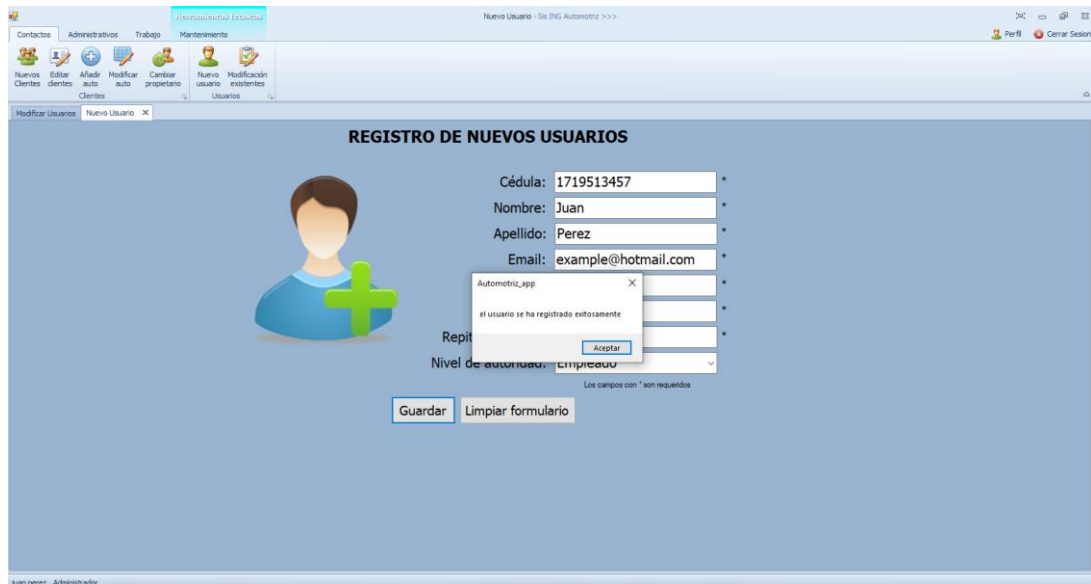 Herramientas tecnicas
Nuevo Usuario - Sis ING Automotriz >>>
Contactos Administrativos Trabajo Mantenimiento
Perfil Cerrar Sesion
Nuevos Clientes
Editar clientes
Añadir auto
Modificar auto
Cambiar propietario
Nuevo usuario
Modificación existentes
Clientes
Usuarios
Modificar Usuarios
Nuevo Usuario X
REGISTRO DE NUEVOS USUARIOS
Cédula: 1719513457 *
Nombre: Juan *
Apellido: Perez *
Email: example@hotmail.com *
Automotriz_app
*
el usuario se ha registrado exitosamente
*
Repit *
Aceptar
Nivel de autoridad: Empleado
Los campos con * son requeridos
Guardar Limpiar formulario
Juan perez Administrador